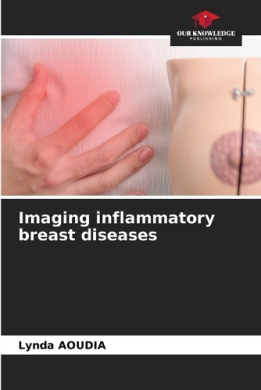 OUR KNOWLEDGE
PUBLISHING
Imaging inflammatory
breast diseases
Lynda AOUDIA